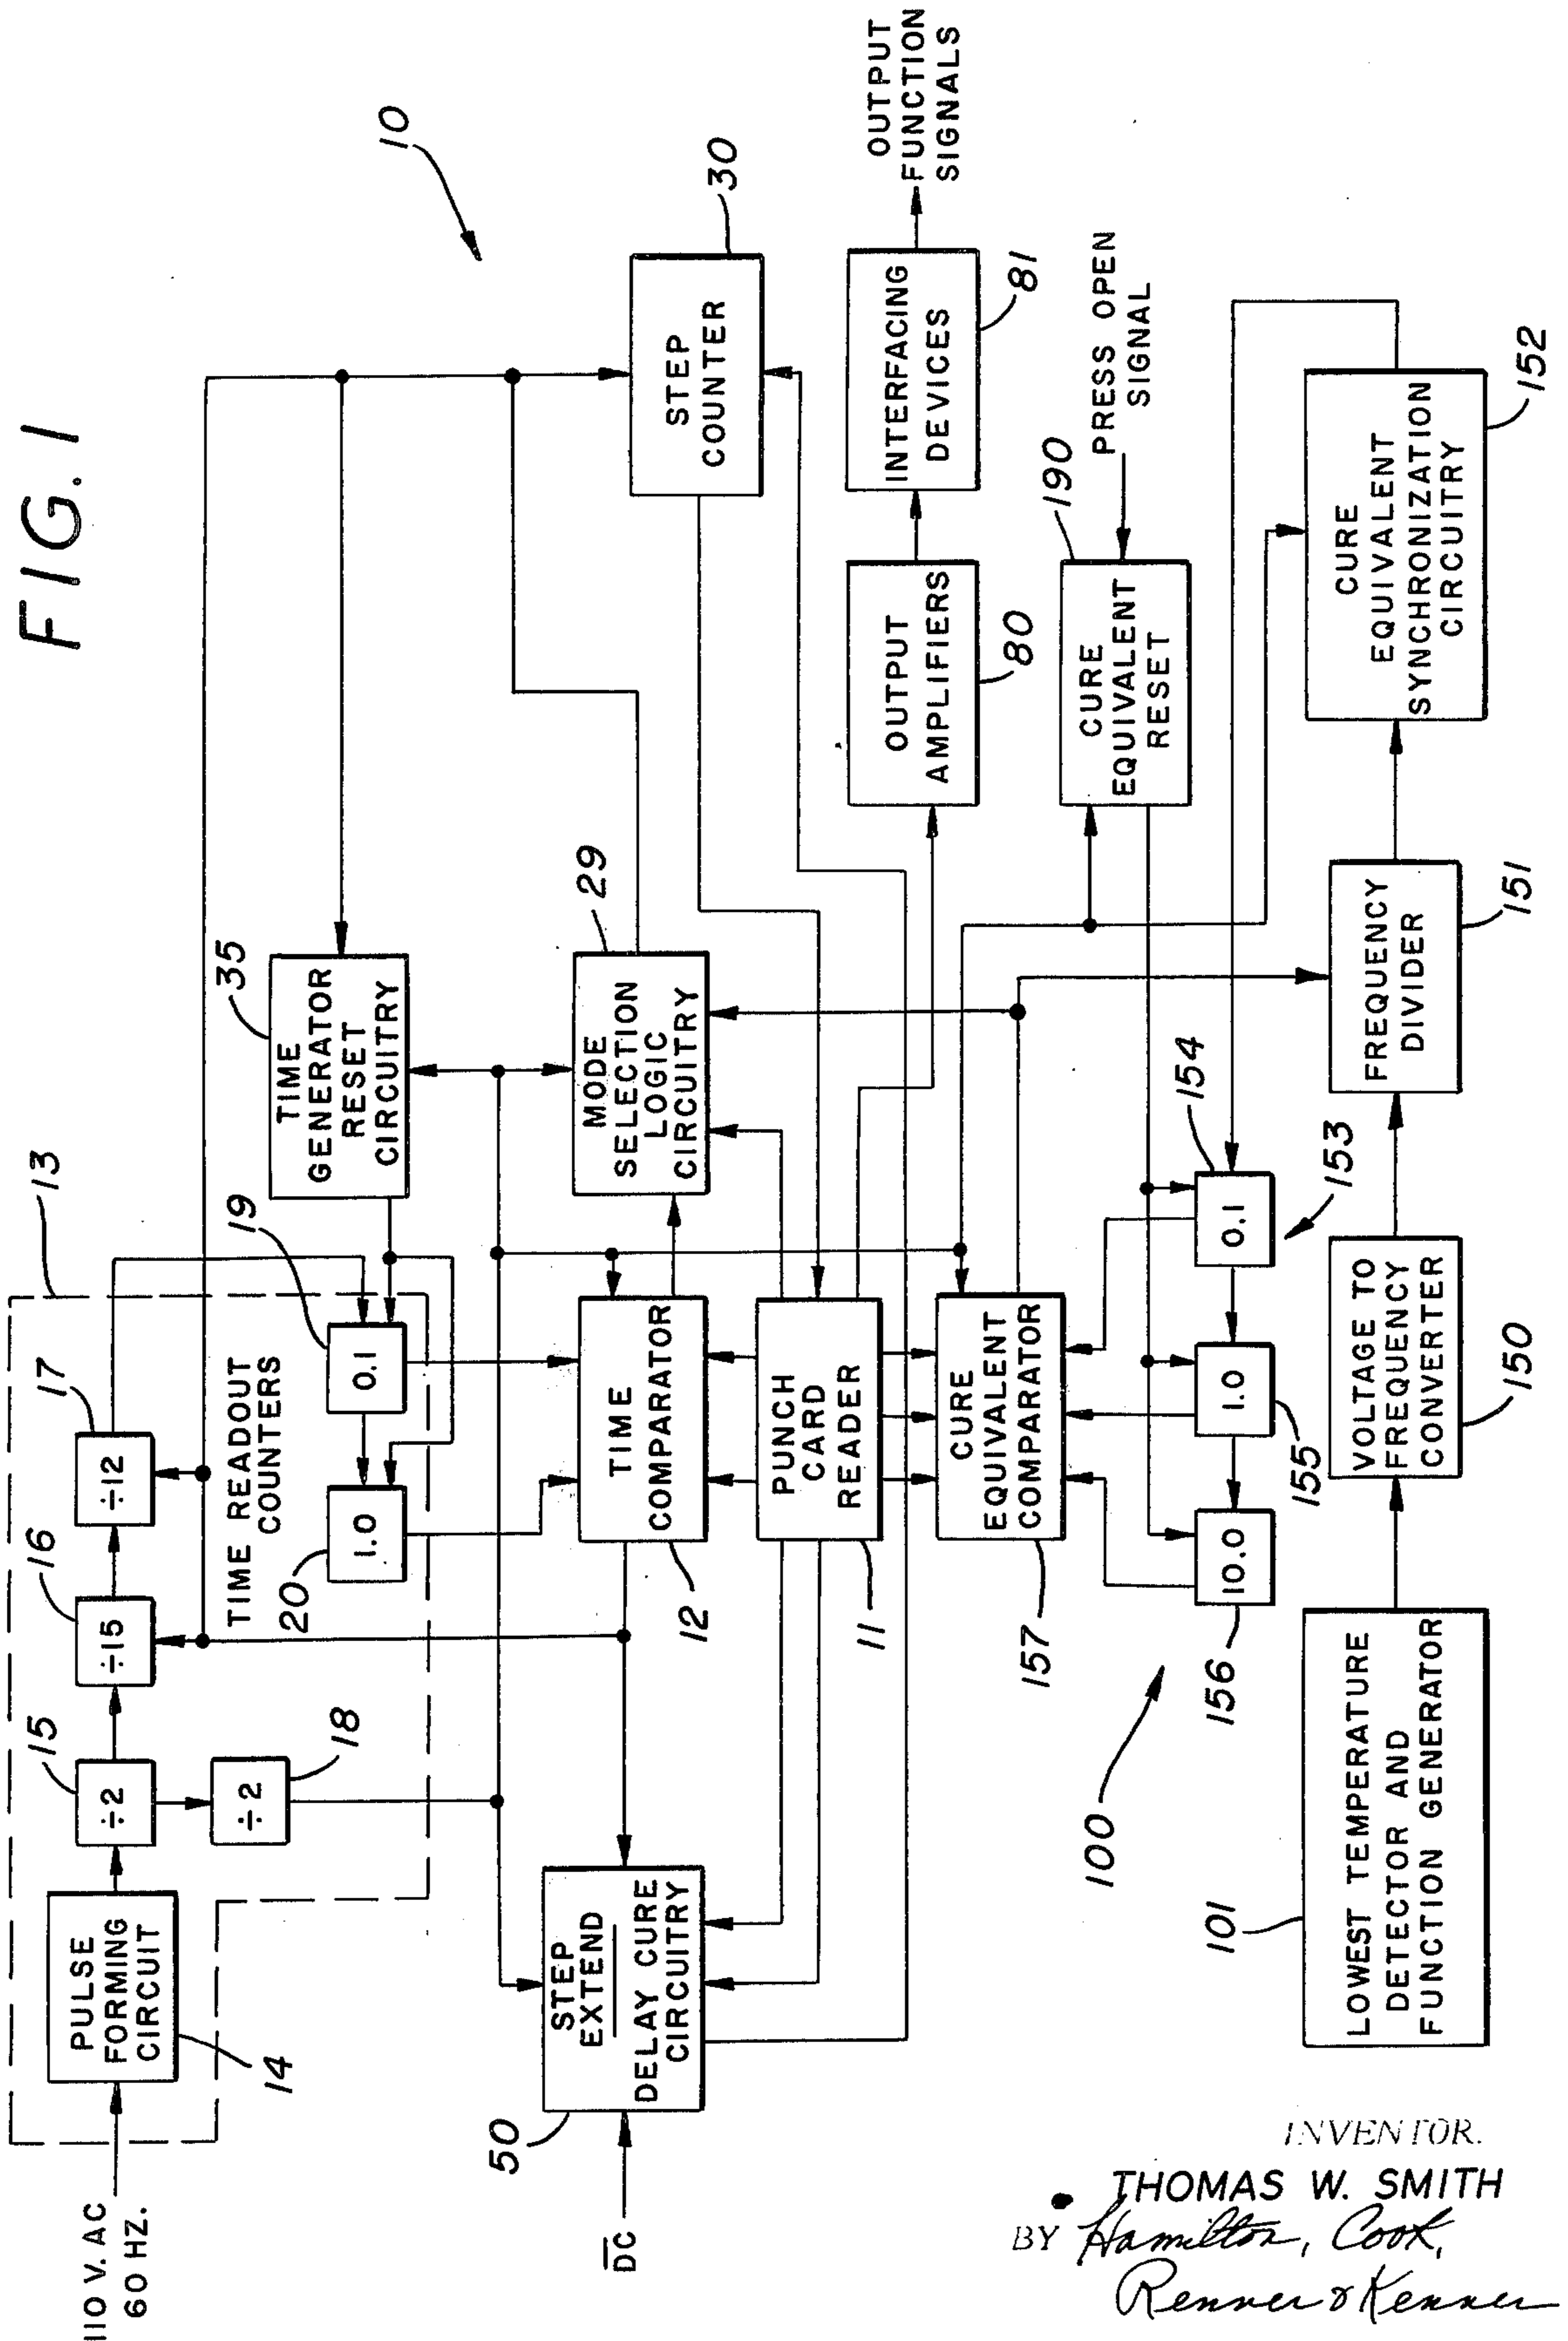 FIG. 1
110 V. AC
60 HZ.
PULSE
FORMING
CIRCUIT
14
15
÷2
16
÷15
17
÷12
13
18
÷2
TIME READOUT
COUNTERS
20
1.0
19
0.1
35
TIME
GENERATOR
RESET
CIRCUITRY
10
50
DC
STEP
EXTEND
DELAY CURE
CIRCUITRY
12
TIME
COMPARATOR
29
MODE
SELECTION
LOGIC
CIRCUITRY
STEP
COUNTER
30
11
PUNCH
CARD
READER
OUTPUT
AMPLIFIERS
80
INTERFACING
DEVICES
81
OUTPUT
FUNCTION
SIGNALS
157
CURE
EQUIVALENT
COMPARATOR
190
CURE
EQUIVALENT
RESET
PRESS OPEN
SIGNAL
100
156
10.0
155
1.0
154
0.1
153
101
LOWEST TEMPERATURE
DETECTOR AND
FUNCTION GENERATOR
VOLTAGE TO
FREQUENCY
CONVERTER
150
FREQUENCY
DIVIDER
151
CURE
EQUIVALENT
SYNCHRONIZATION
CIRCUITRY
152
INVENTOR.
THOMAS W. SMITH
BY Hamilton, Cook,
Renner & Kenner